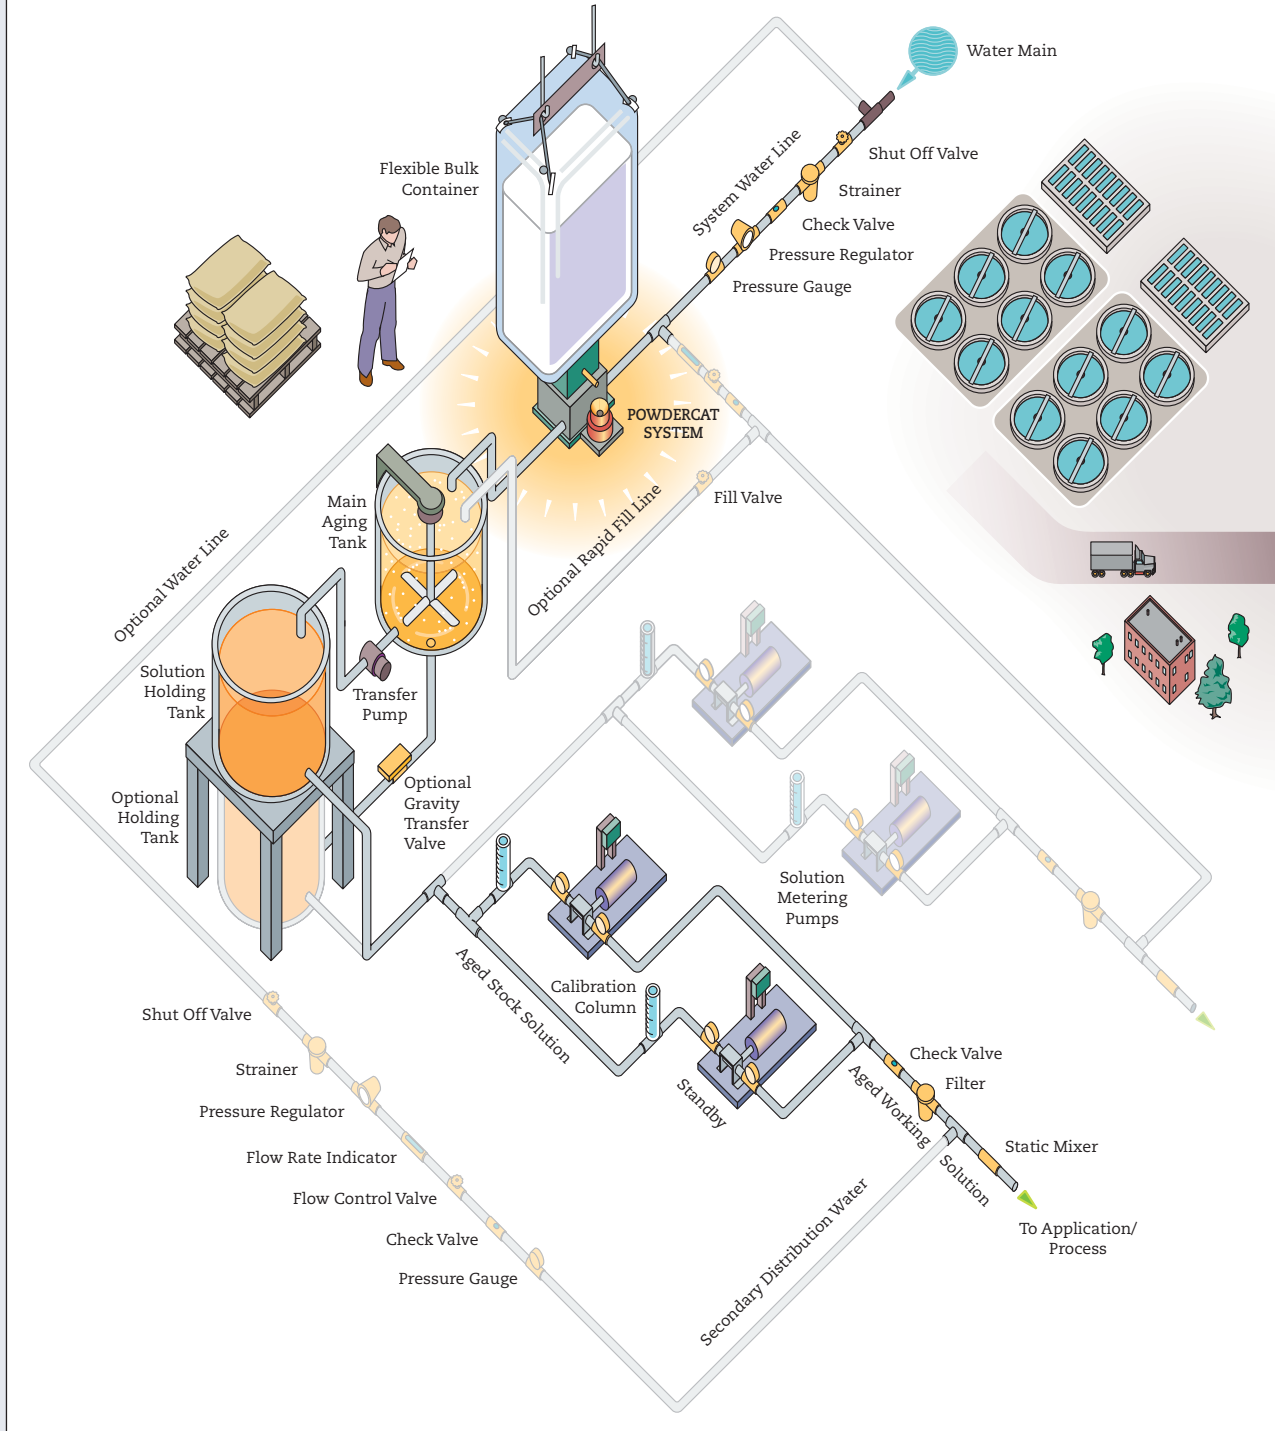 Water Main
Shut Off Valve
Strainer
Check Valve
Pressure Regulator
Pressure Gauge
System Water Line
Flexible Bulk
Container
POWDERCAT
SYSTEM
Main
Aging
Tank
Fill Valve
Optional Rapid Fill Line
Optional Water Line
Solution
Holding
Tank
Transfer
Pump
Optional
Gravity
Transfer
Valve
Optional
Holding
Tank
Solution
Metering
Pumps
Aged Stock Solution
Calibration
Column
Standby
Shut Off Valve
Strainer
Pressure Regulator
Flow Rate Indicator
Flow Control Valve
Check Valve
Pressure Gauge
Check Valve
Filter
Aged Working
Solution
Static Mixer
Secondary Distribution Water
To Application/
Process